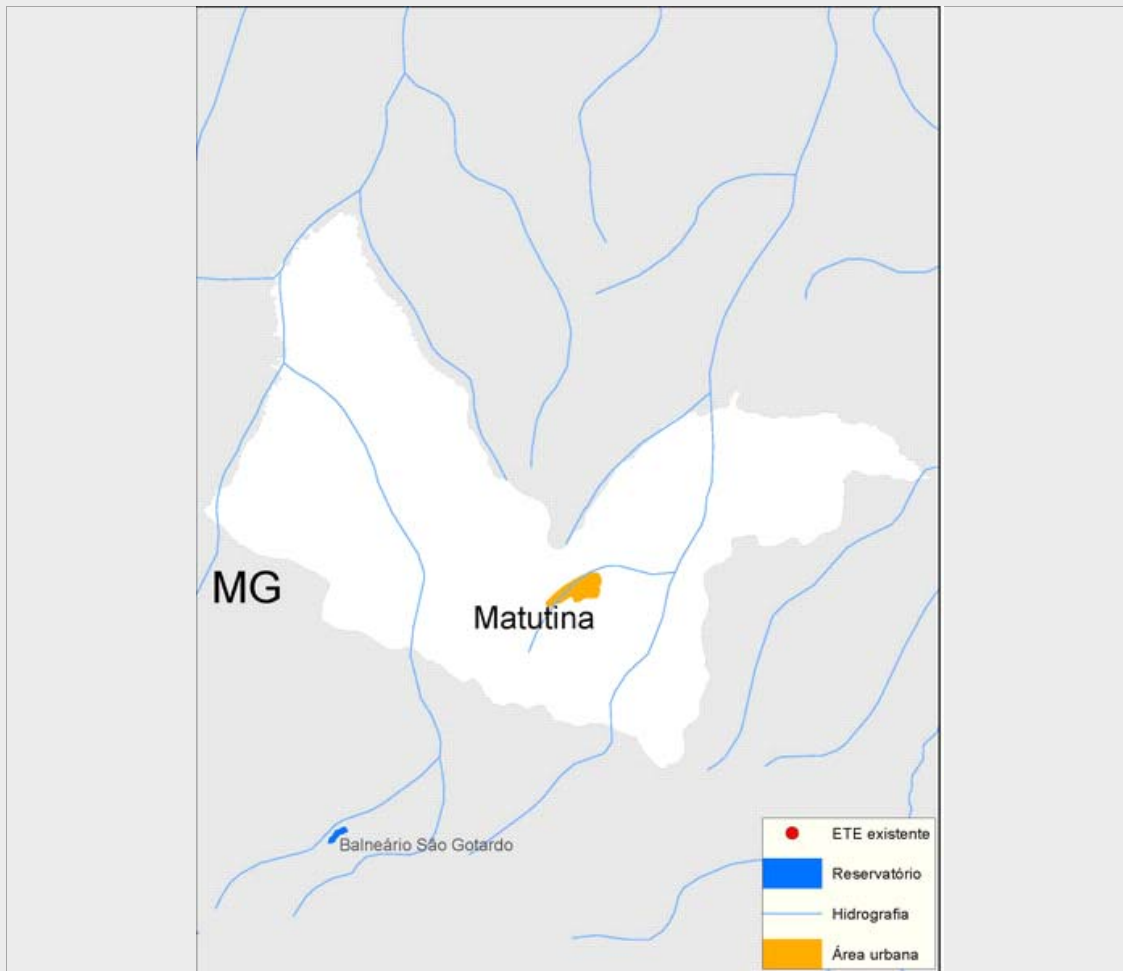 MG
Matutina
Balneário São Gotardo
ETE existente
Reservatório
Hidrografia
Área urbana